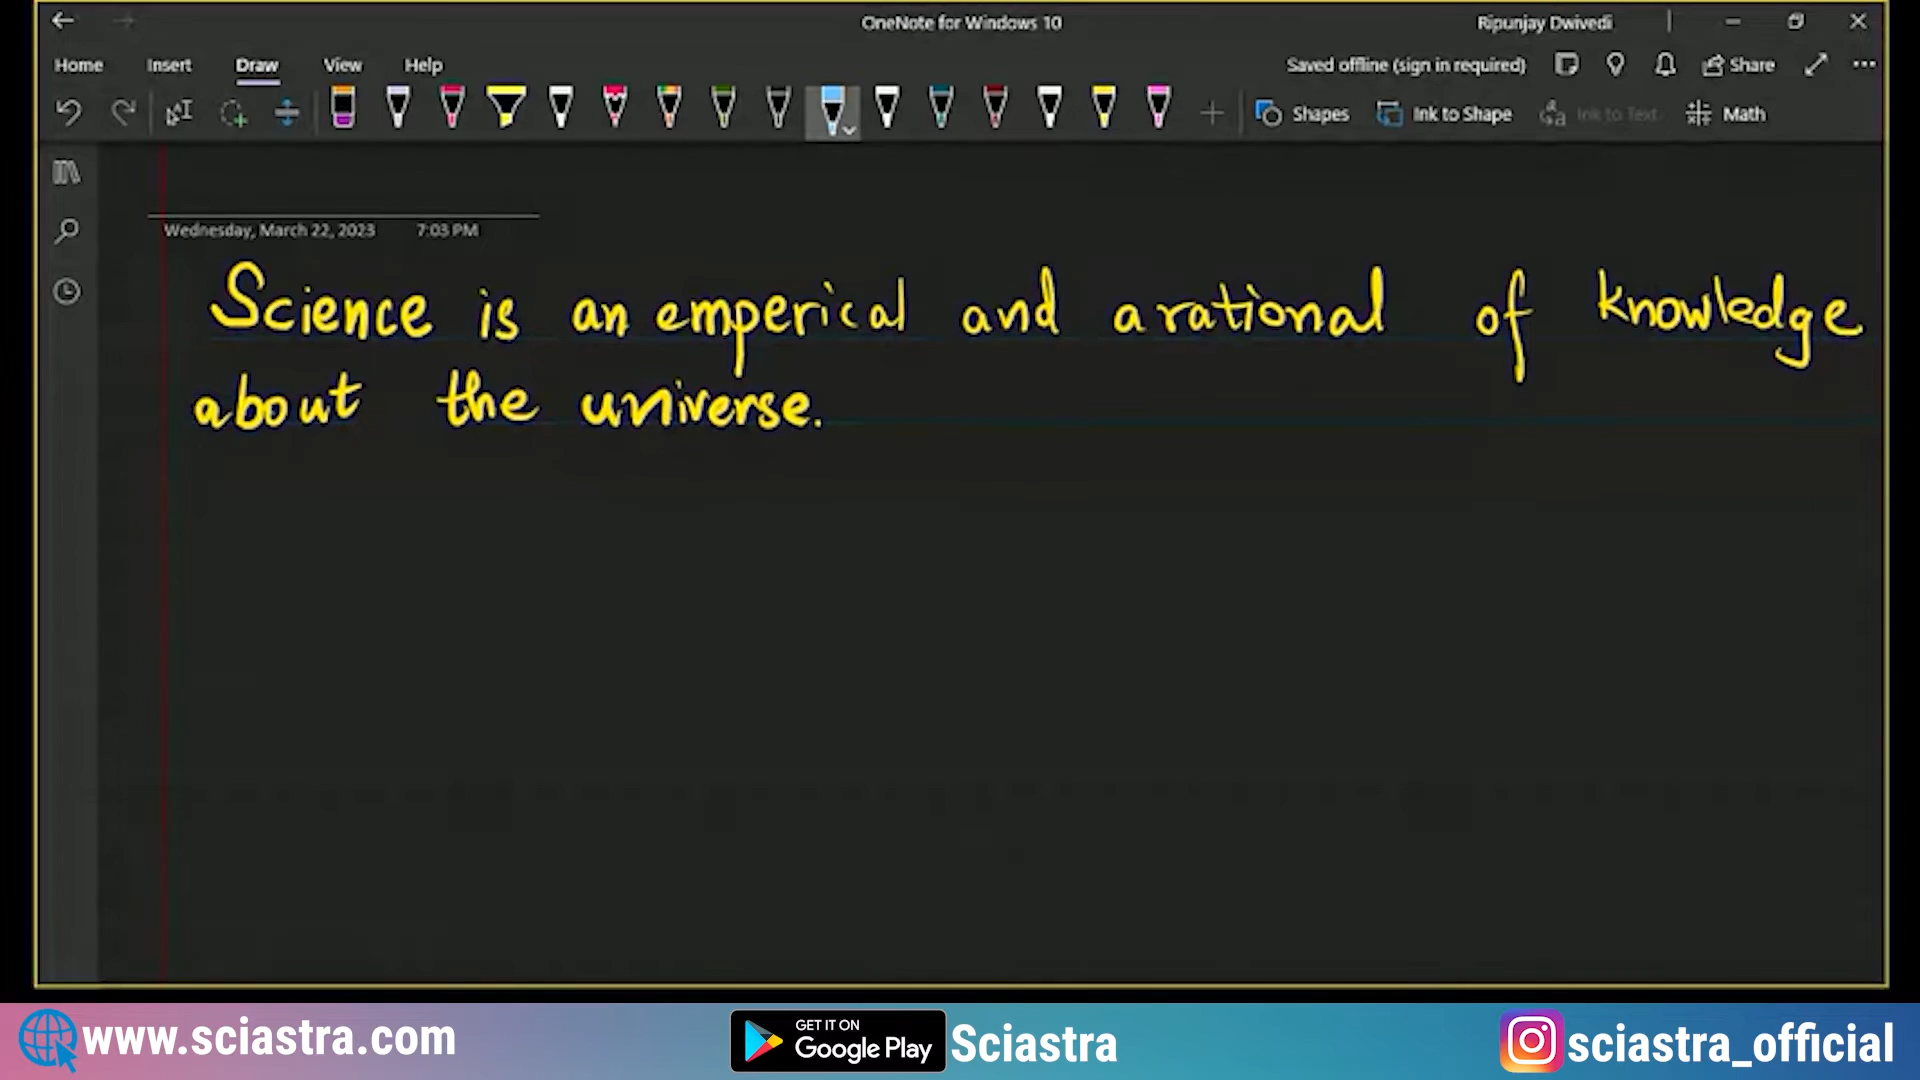 OneNote for Windows 10
Ripunjay Dwivedi
Home Insert Draw View Help
Saved offline (sign in required) Share
Shapes Ink to Shape Ink to Text Math
Wednesday, March 22, 2023 7:03 PM
Science is an emperical and a rational of knowledge
about the universe.
www.sciastra.com
GET IT ON
Google Play
Sciastra
sciastra_official